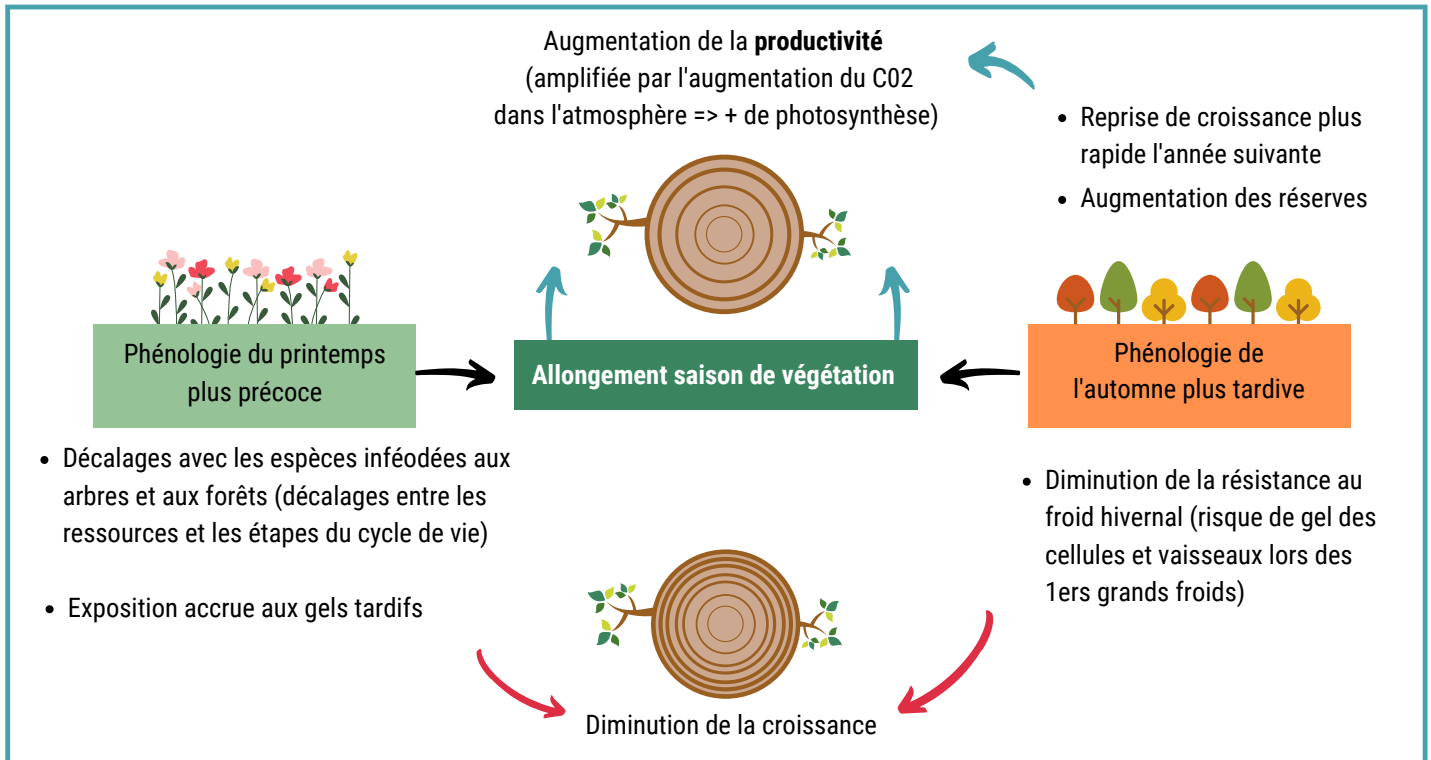 Augmentation de la productivité
(amplifiée par l'augmentation du C02
dans l'atmosphère => + de photosynthèse)
• Reprise de croissance plus
rapide l'année suivante
• Augmentation des réserves
Phénologie du printemps
plus précoce
Allongement saison de végétation
Phénologie de
l'automne plus tardive
• Décalages avec les espèces inféodées aux
arbres et aux forêts (décalages entre les
ressources et les étapes du cycle de vie)
• Exposition accrue aux gels tardifs
• Diminution de la résistance au
froid hivernal (risque de gel des
cellules et vaisseaux lors des
1ers grands froids)
Diminution de la croissance